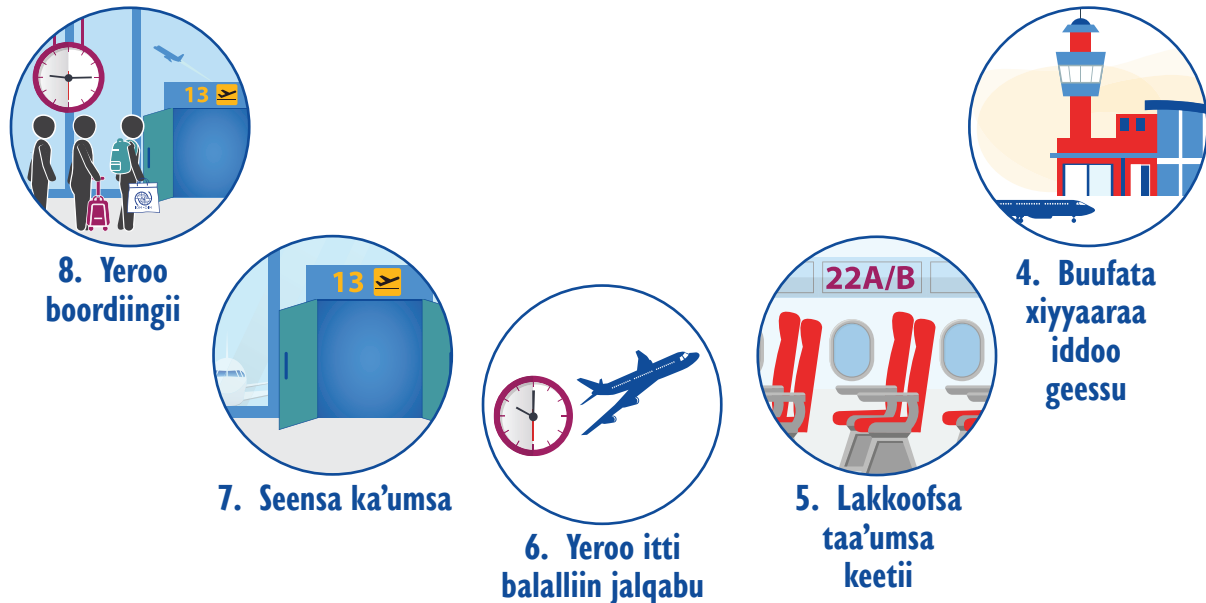 13
8. Yeroo
boordiingii
13
7. Seensa ka'umsa
6. Yeroo itti
balalliin jalqabu
22A/B
5. Lakkoofsa
taa'umsa
keetii
4. Buufata
xiyyaaraa
iddoo
geessu